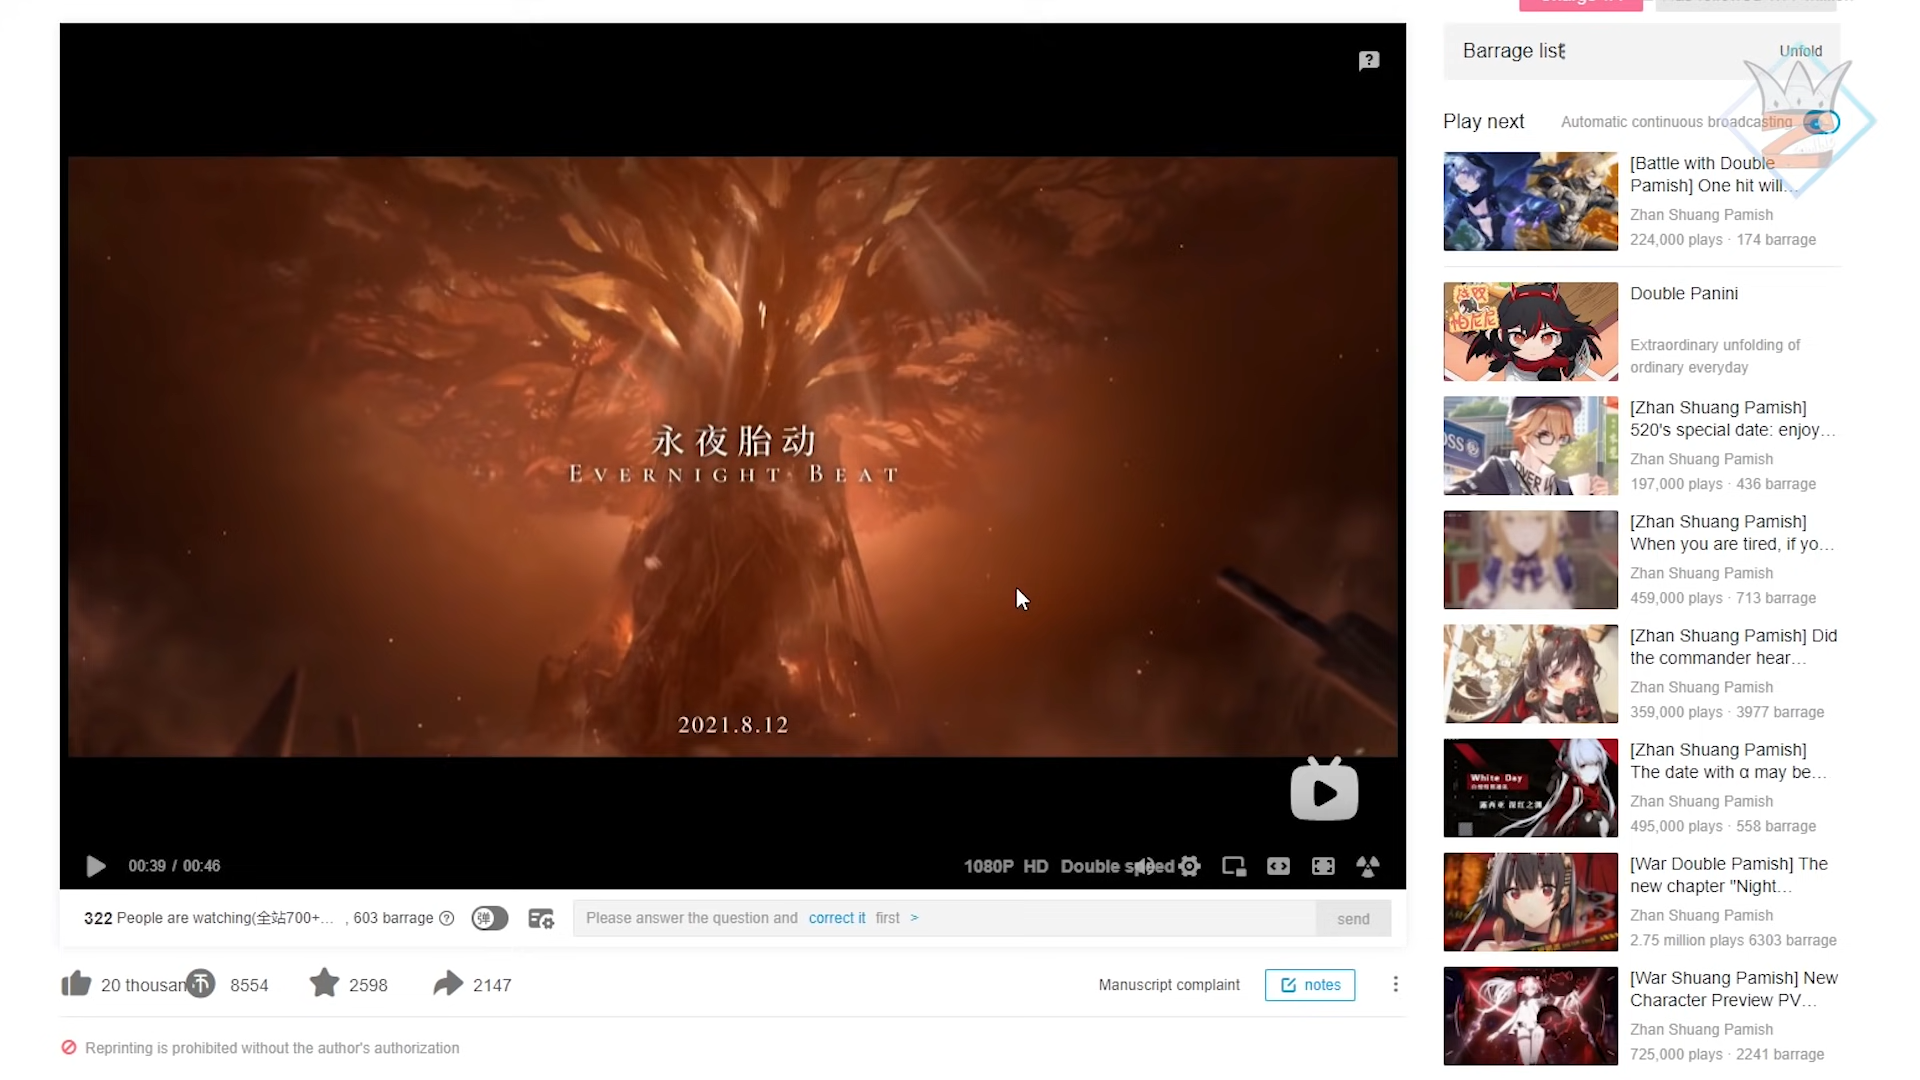 Barrage list
Unfold
Play next
Automatic continuous broadcasting
[Battle with Double
Pamish] One hit will...
Zhan Shuang Pamish
224,000 plays · 174 barrage
Double Panini
Extraordinary unfolding of
ordinary everyday
[Zhan Shuang Pamish]
520's special date: enjoy...
Zhan Shuang Pamish
197,000 plays · 436 barrage
[Zhan Shuang Pamish]
When you are tired, if yo...
Zhan Shuang Pamish
459,000 plays · 713 barrage
[Zhan Shuang Pamish] Did
the commander hear...
Zhan Shuang Pamish
359,000 plays · 3977 barrage
White Day
[Zhan Shuang Pamish]
The date with α may be...
Zhan Shuang Pamish
495,000 plays · 558 barrage
[War Double Pamish] The
new chapter "Night...
Zhan Shuang Pamish
2.75 million plays 6303 barrage
[War Shuang Pamish] New
Character Preview PV...
Zhan Shuang Pamish
725,000 plays · 2241 barrage
永夜胎动
EVERNIGHT BEAT
2021.8.12
00:39 / 00:46
1080P HD Double speed
322 People are watching(全站700+... , 603 barrage
弹
Please answer the question and correct it first >
send
20 thousan
8554
2598
2147
Manuscript complaint
notes
Reprinting is prohibited without the author's authorization